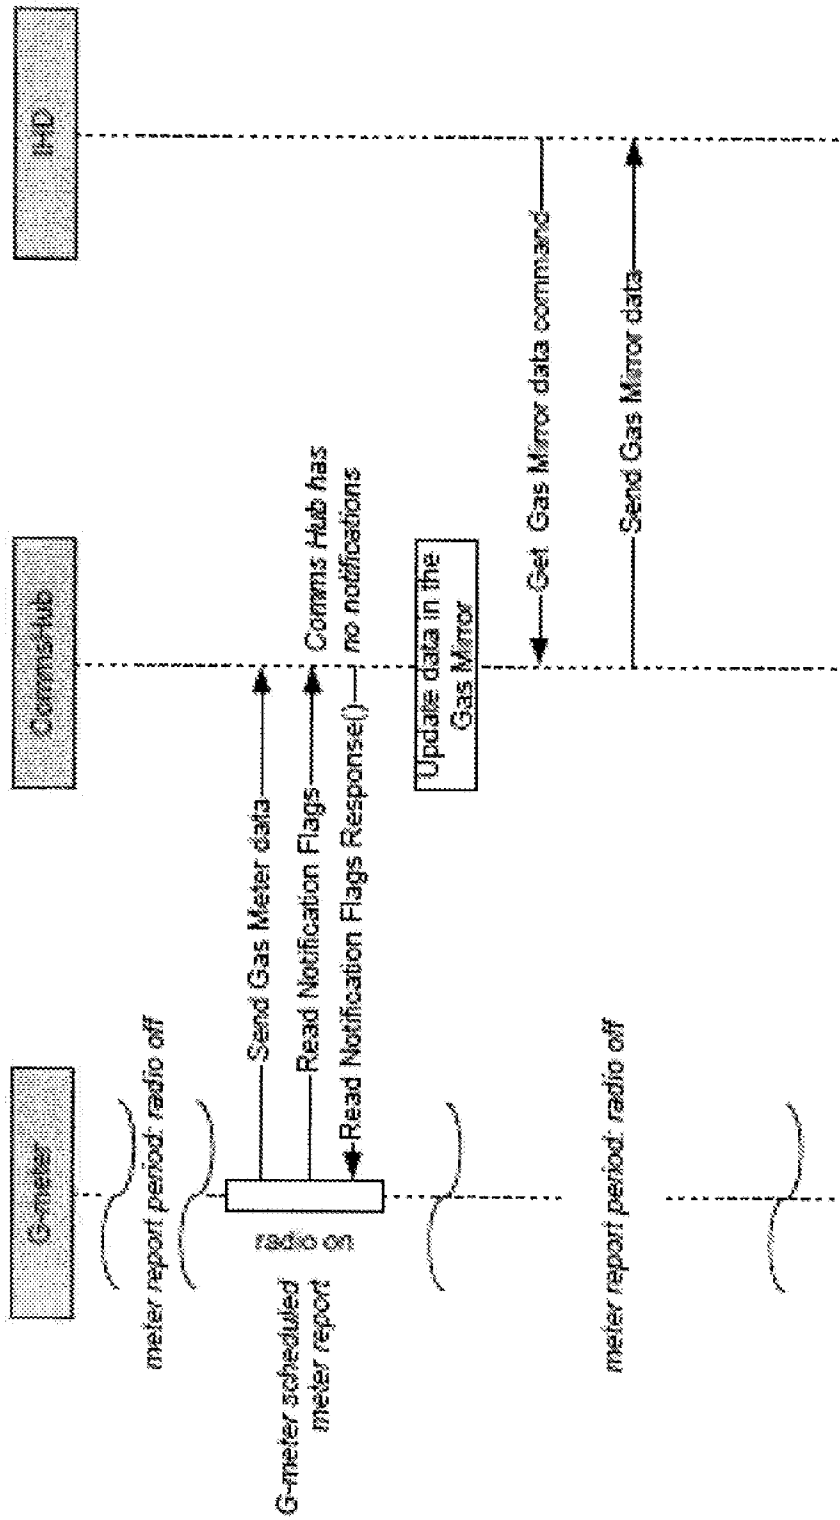 G-meter
CommsHub
IHD
meter report period: radio off
G-meter scheduled
meter report
radio on
Send Gas Meter data
Read Notification Flags
Comms Hub has
no notifications
Read Notification Flags Response()
Update data in the
Gas Mirror
Get Gas Mirror data command
meter report period: radio off
Send Gas Mirror data